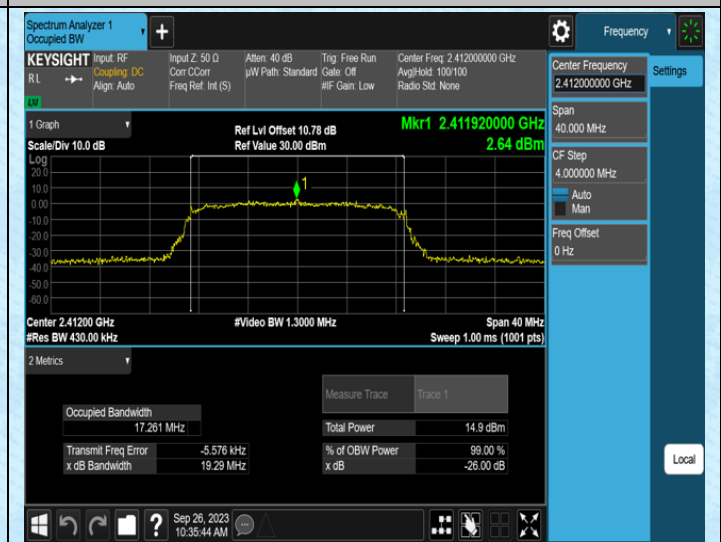 Spectrum Analyzer 1
Occupied BW
Frequency
KEYSIGHT
R L
LXI
Input: RF
Coupling: DC
Align: Auto
Input Z: 50 Ω
Corr CCorr
Freq Ref: Int (S)
Atten: 40 dB
µW Path: Standard
Trig: Free Run
Gate: Off
#IF Gain: Low
Center Freq: 2.412000000 GHz
Avg|Hold: 100/100
Radio Std: None
Center Frequency
2.412000000 GHz
Settings
Span
40.000 MHz
CF Step
4.000000 MHz
Auto
Man
Freq Offset
0 Hz
Local
1 Graph
Scale/Div 10.0 dB
Ref Lvl Offset 10.78 dB
Ref Value 30.00 dBm
Mkr1 2.411920000 GHz
2.64 dBm
Log
20.0
10.0
0.00
-10.0
-20.0
-30.0
-40.0
-50.0
-60.0
1
Center 2.41200 GHz
#Res BW 430.00 kHz
#Video BW 1.3000 MHz
Span 40 MHz
Sweep 1.00 ms (1001 pts)
2 Metrics
Measure Trace
Trace 1
Occupied Bandwidth
17.261 MHz
Total Power
14.9 dBm
Transmit Freq Error
-5.576 kHz
% of OBW Power
99.00 %
x dB Bandwidth
19.29 MHz
x dB
-26.00 dB
?
Sep 26, 2023
10:35:44 AM